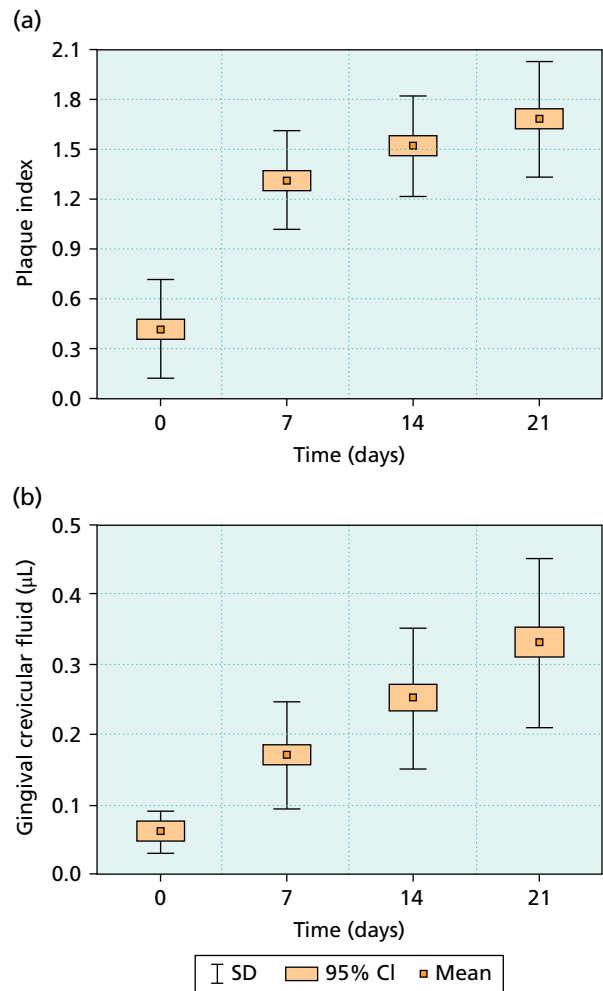 (a)
Plaque index
2.1
1.8
1.5
1.2
0.9
0.6
0.3
0.0
0 7 14 21
Time (days)
(b)
Gingival crevicular fluid (µL)
0.5
0.4
0.3
0.2
0.1
0.0
0 7 14 21
Time (days)
SD 95% Cl Mean